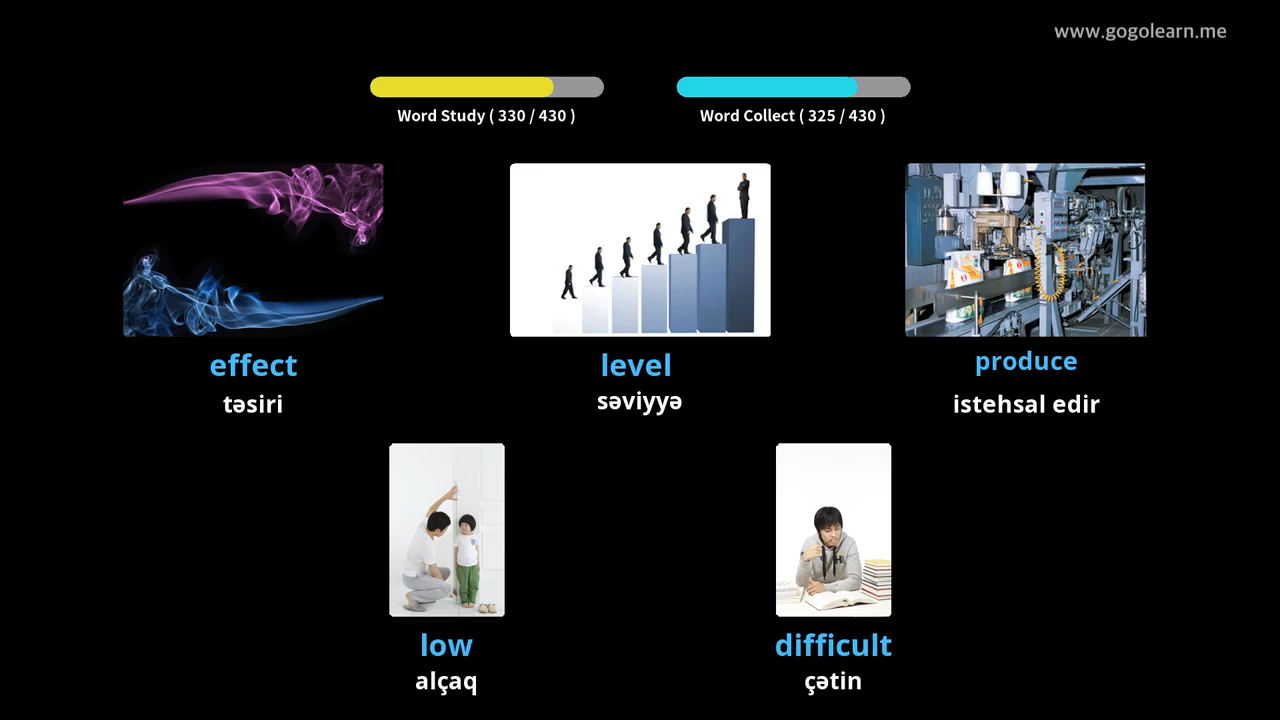 www.gogolearn.me
Word Study ( 330 / 430 )
Word Collect ( 325 / 430 )
effect
təsiri
level
səviyyə
produce
istehsal edir
low
alçaq
difficult
çətin